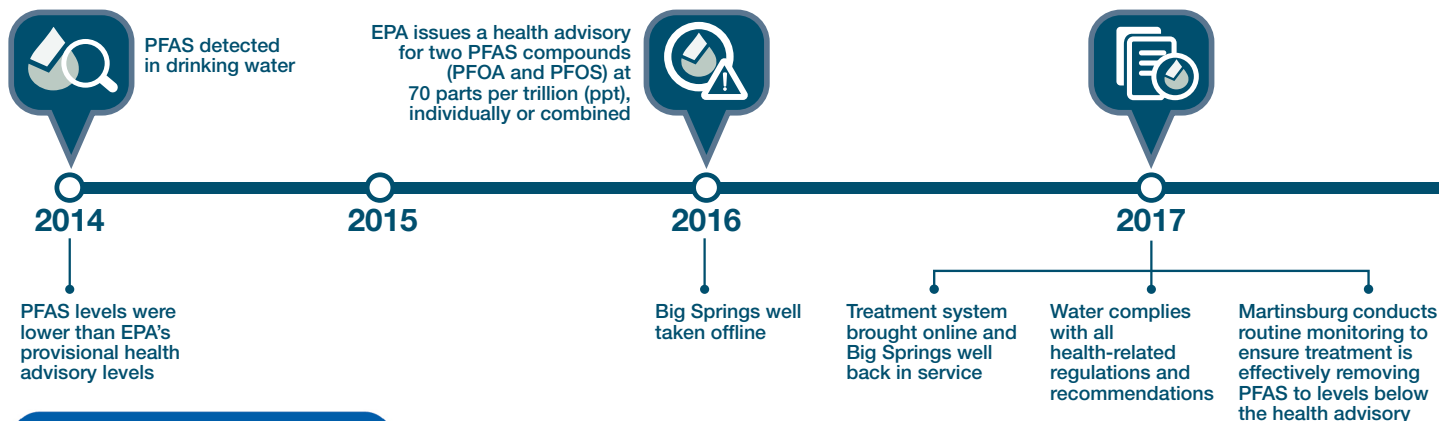 PFAS detected
in drinking water
EPA issues a health advisory
for two PFAS compounds
(PFOA and PFOS) at
70 parts per trillion (ppt),
individually or combined
2014
2015
2016
2017
PFAS levels were
lower than EPA’s
provisional health
advisory levels
Big Springs well
taken offline
Treatment system
brought online and
Big Springs well
back in service
Water complies
with all
health-related
regulations and
recommendations
Martinsburg conducts
routine monitoring to
ensure treatment is
effectively removing
PFAS to levels below
the health advisory